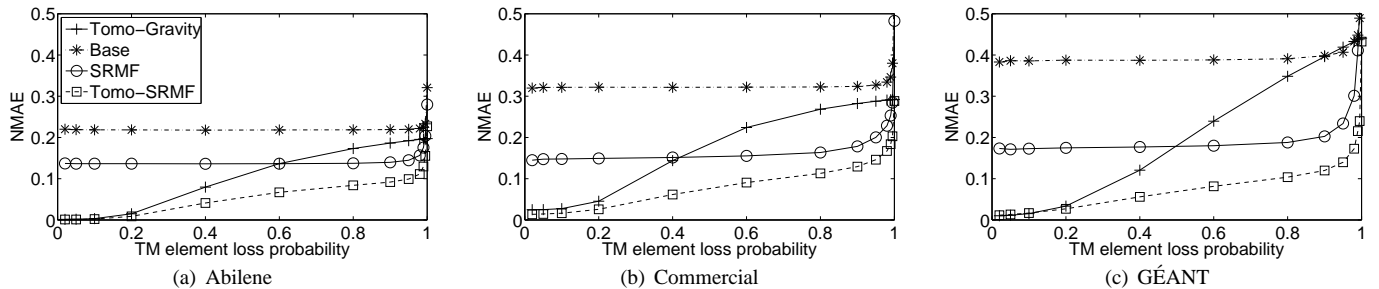 0.5
0.4
0.3
0.2
0.1
0
NMAE
Tomo-Gravity
Base
SRMF
Tomo-SRMF
0 0.2 0.4 0.6 0.8 1
TM element loss probability
(a) Abilene
0.5
0.4
0.3
0.2
0.1
0
NMAE
0 0.2 0.4 0.6 0.8 1
TM element loss probability
(b) Commercial
0.5
0.4
0.3
0.2
0.1
0
NMAE
0 0.2 0.4 0.6 0.8 1
TM element loss probability
(c) GÉANT